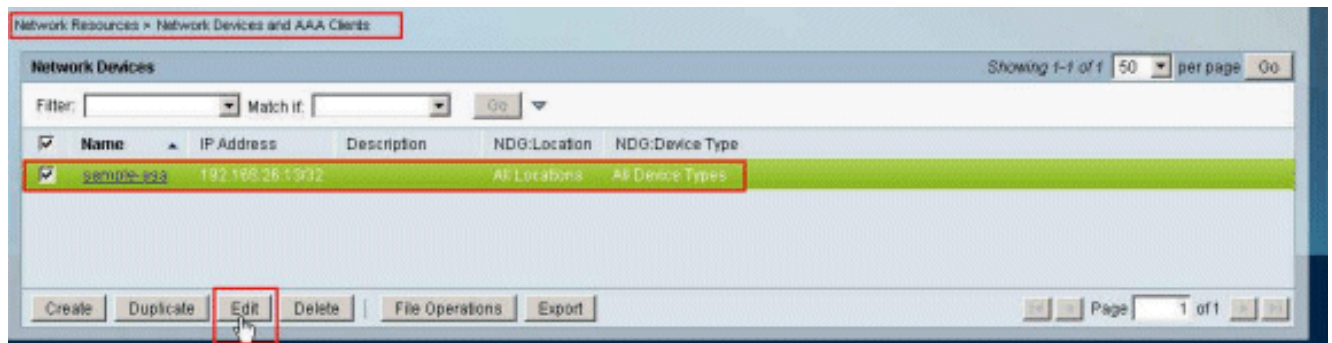 Network Resources > Network Devices and AAA Clients
Network Devices Showing 1-1 of 1 50 per page Go
Filter: Match if: Go
Name IP Address Description NDG:Location NDG:Device Type
sample-asa 192.168.26.13/32 All Locations All Device Types
Create Duplicate Edit Delete | File Operations Export Page 1 of 1